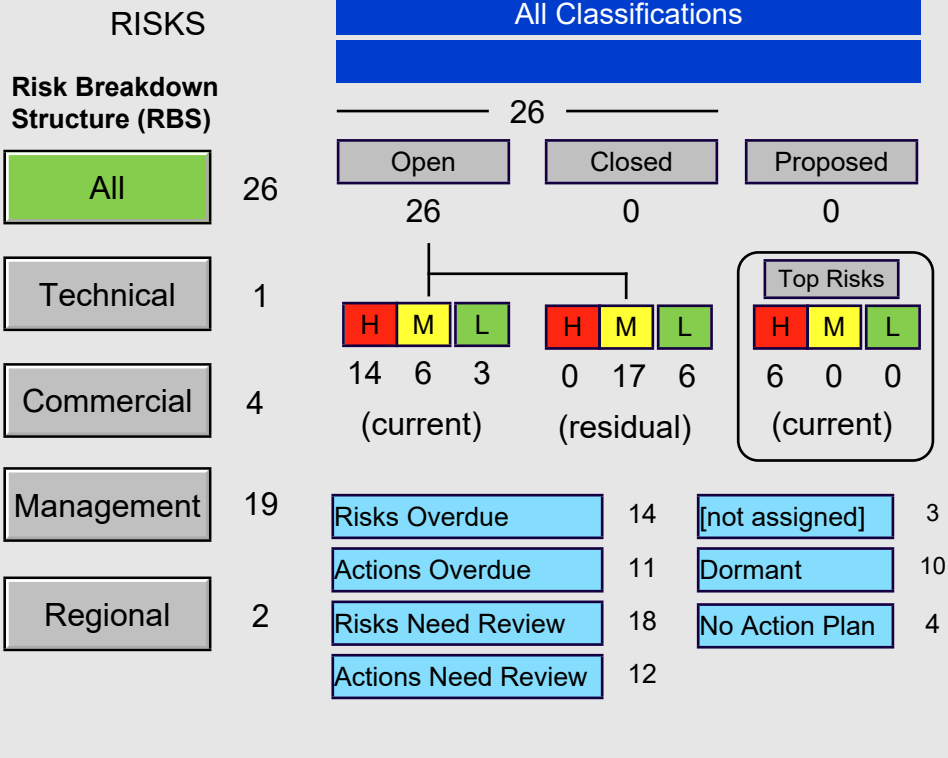 RISKS
All Classifications
Risk Breakdown
Structure (RBS)
26
Open Closed Proposed
All 26
26 0 0
Technical 1
Top Risks
H M L H M L H M L
14 6 3 0 17 6 6 0 0
Commercial 4
(current) (residual) (current)
Management 19
Risks Overdue 14 [not assigned] 3
Actions Overdue 11 Dormant 10
Regional 2
Risks Need Review 18 No Action Plan 4
Actions Need Review 12